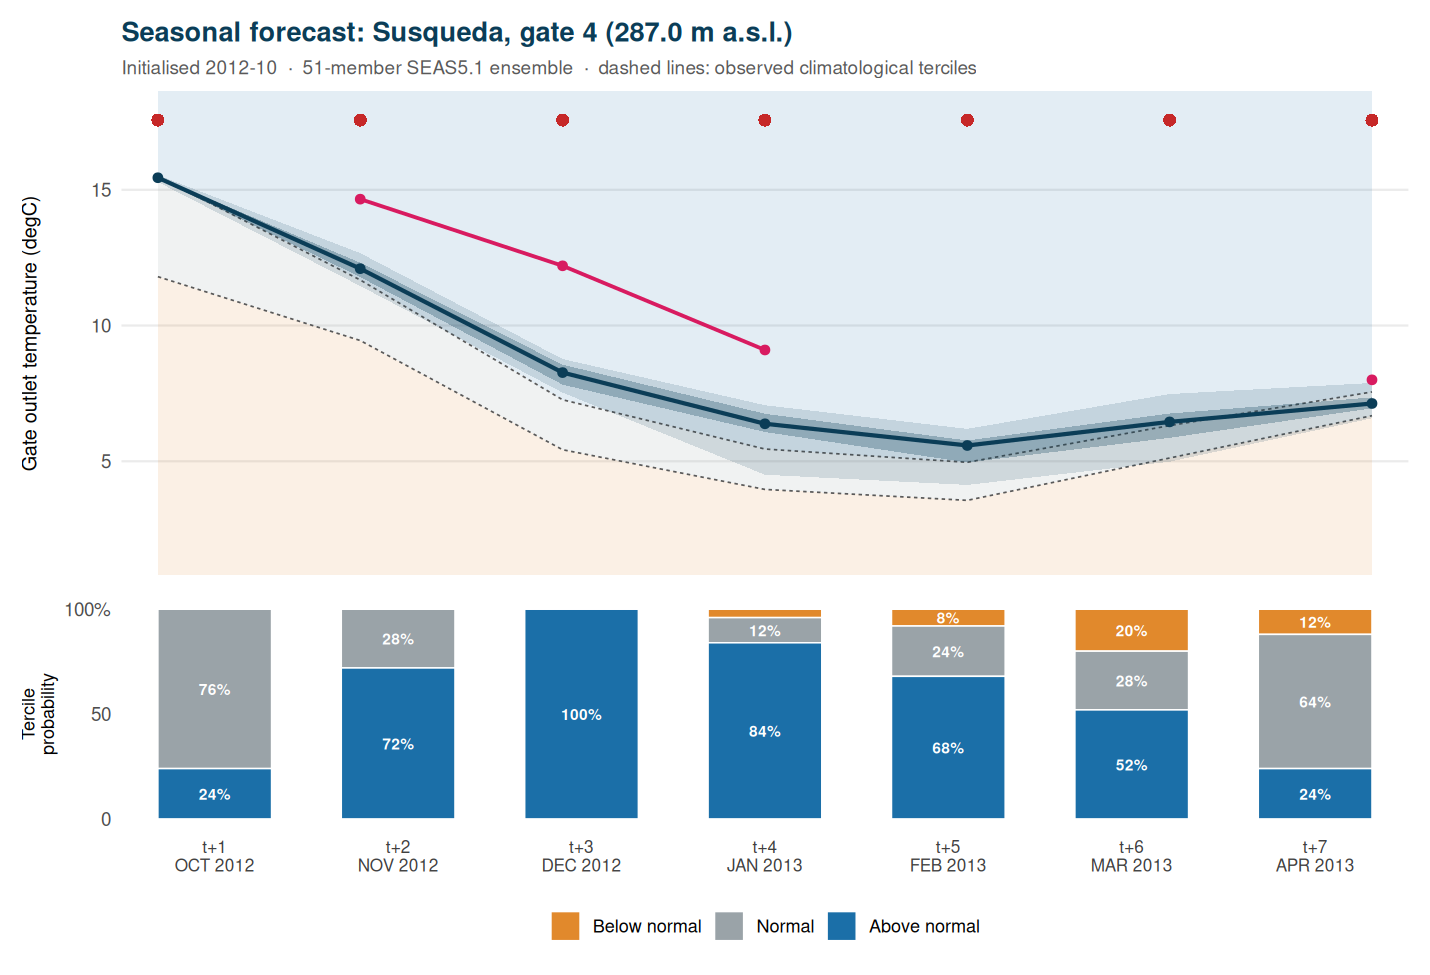 Seasonal forecast: Susqueda, gate 4 (287.0 m a.s.l.)
Initialised 2012-10 · 51-member SEAS5.1 ensemble · dashed lines: observed climatological terciles
Gate outlet temperature (degC)
15
10
5
Tercile
probability
100%
50
0
76%
24%
28%
72%
100%
12%
84%
8%
24%
68%
20%
28%
52%
12%
64%
24%
t+1
OCT 2012
t+2
NOV 2012
t+3
DEC 2012
t+4
JAN 2013
t+5
FEB 2013
t+6
MAR 2013
t+7
APR 2013
Below normal
Normal
Above normal